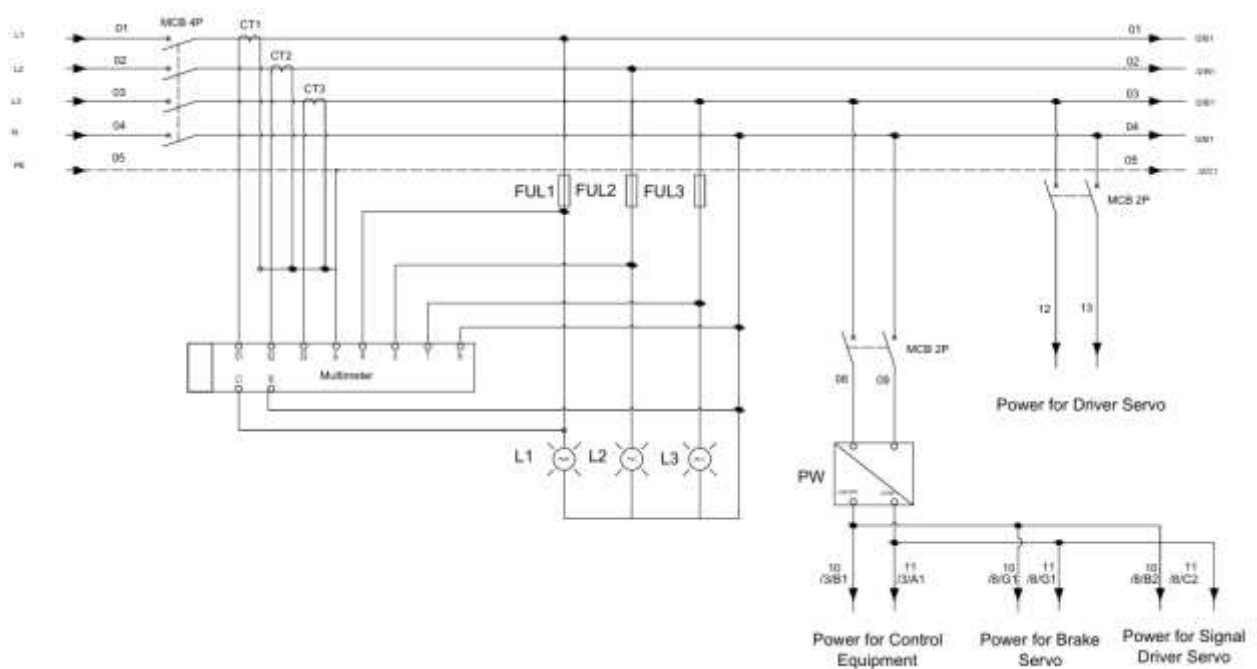 MCB 4P
CT1
L1
01
01
CT2
L2
02
02
CT3
L3
03
03
04
04
05
05
FUL1
FUL2
FUL3
MCB 2P
12
13
Multimeter
MCB 2P
08
09
Power for Driver Servo
L1
L2
L3
PW
10
/3/B1
11
/3/A1
10
/8/G1
11
/8/G1
10
/8/B2
11
/8/C2
Power for Control
Equipment
Power for Brake
Servo
Power for Signal
Driver Servo